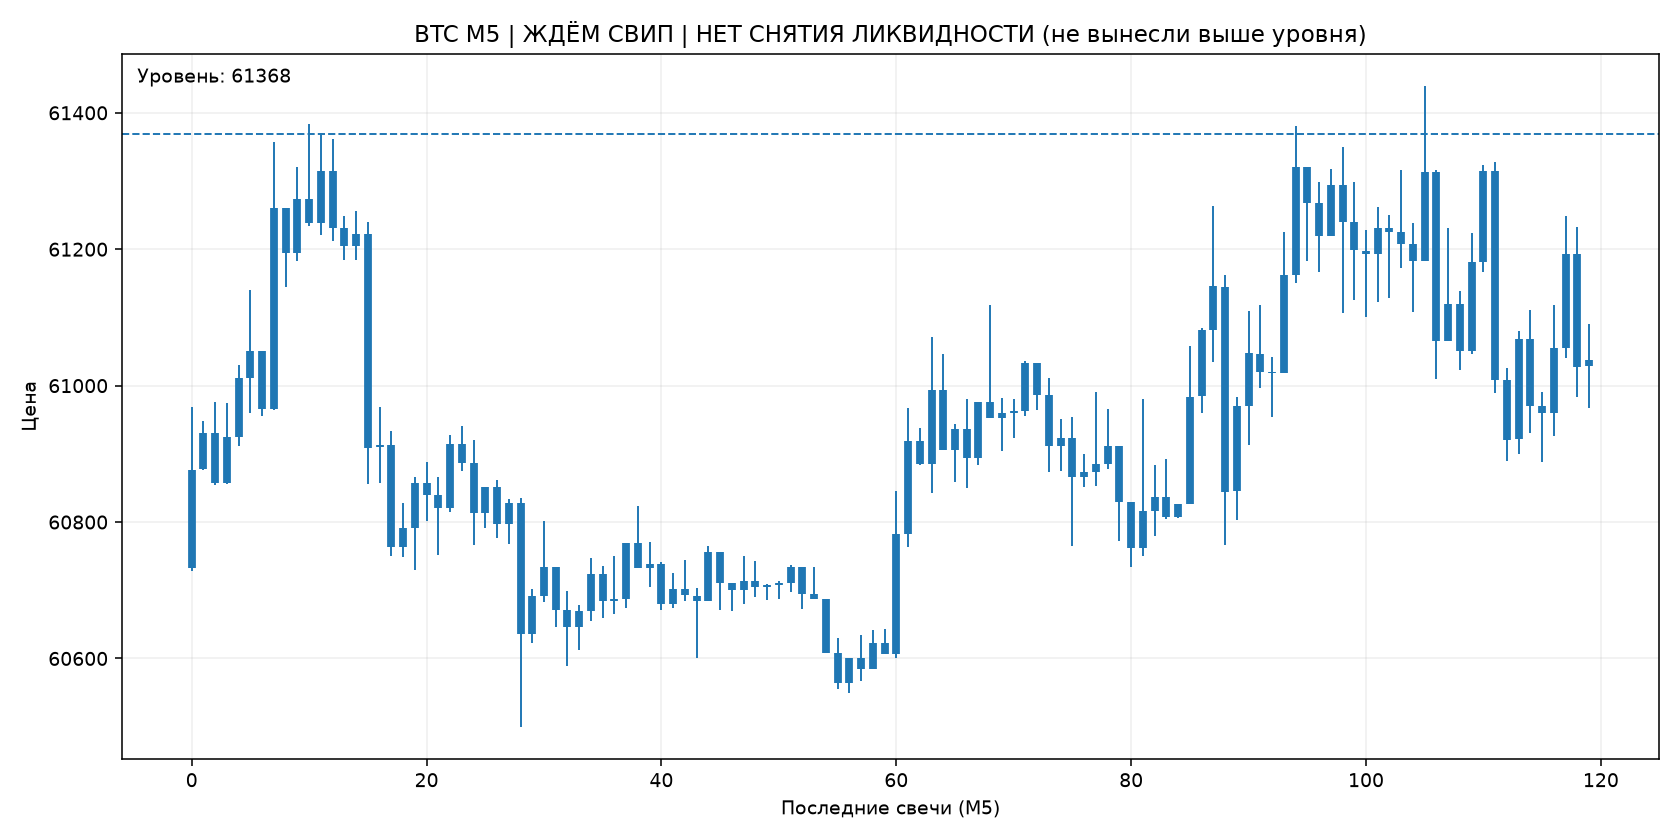 BTC M5 | ЖДЁМ СВИП | НЕТ СНЯТИЯ ЛИКВИДНОСТИ (не вынесли выше уровня)
Уровень: 61368
61400
61200
61000
60800
60600
Цена
0 20 40 60 80 100 120
Последние свечи (M5)